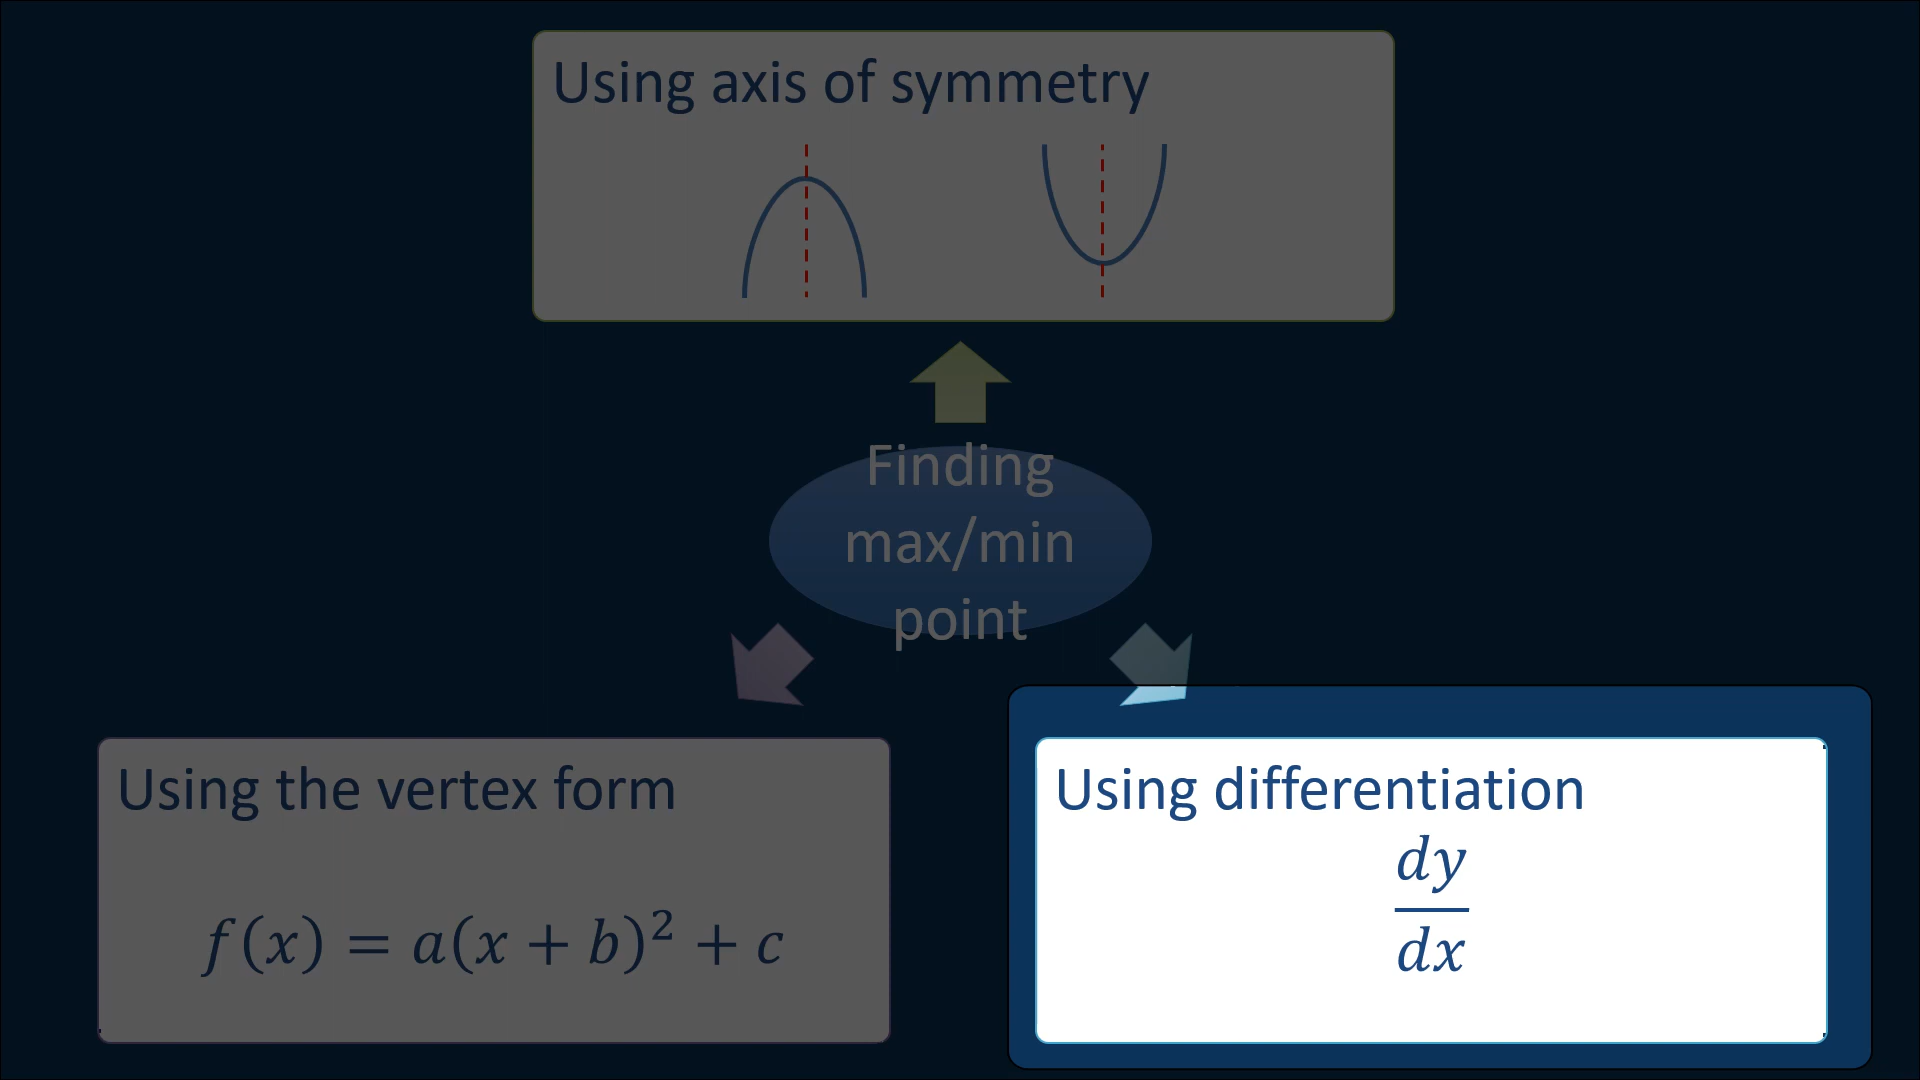 Using axis of symmetry
Finding
max/min
point
Using the vertex form
f(x) = a(x + b)² + c
Using differentiation
dy
dx